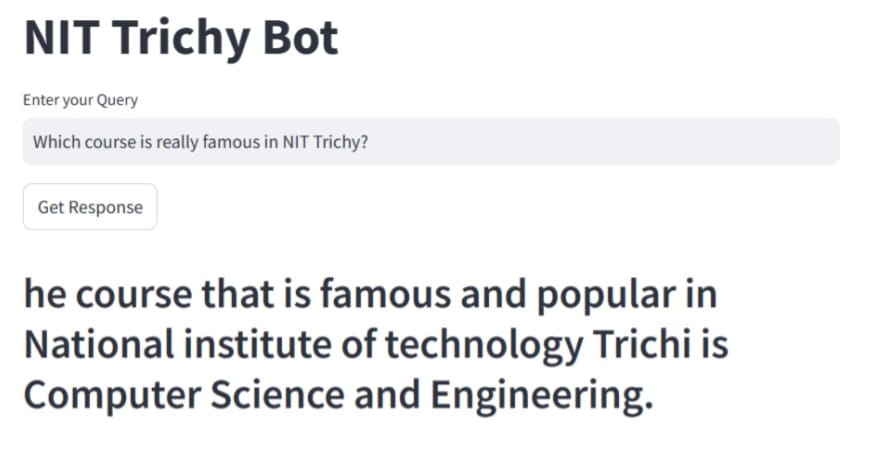 NIT Trichy Bot
Enter your Query
Which course is really famous in NIT Trichy?
Get Response
he course that is famous and popular in
National institute of technology Trichi is
Computer Science and Engineering.